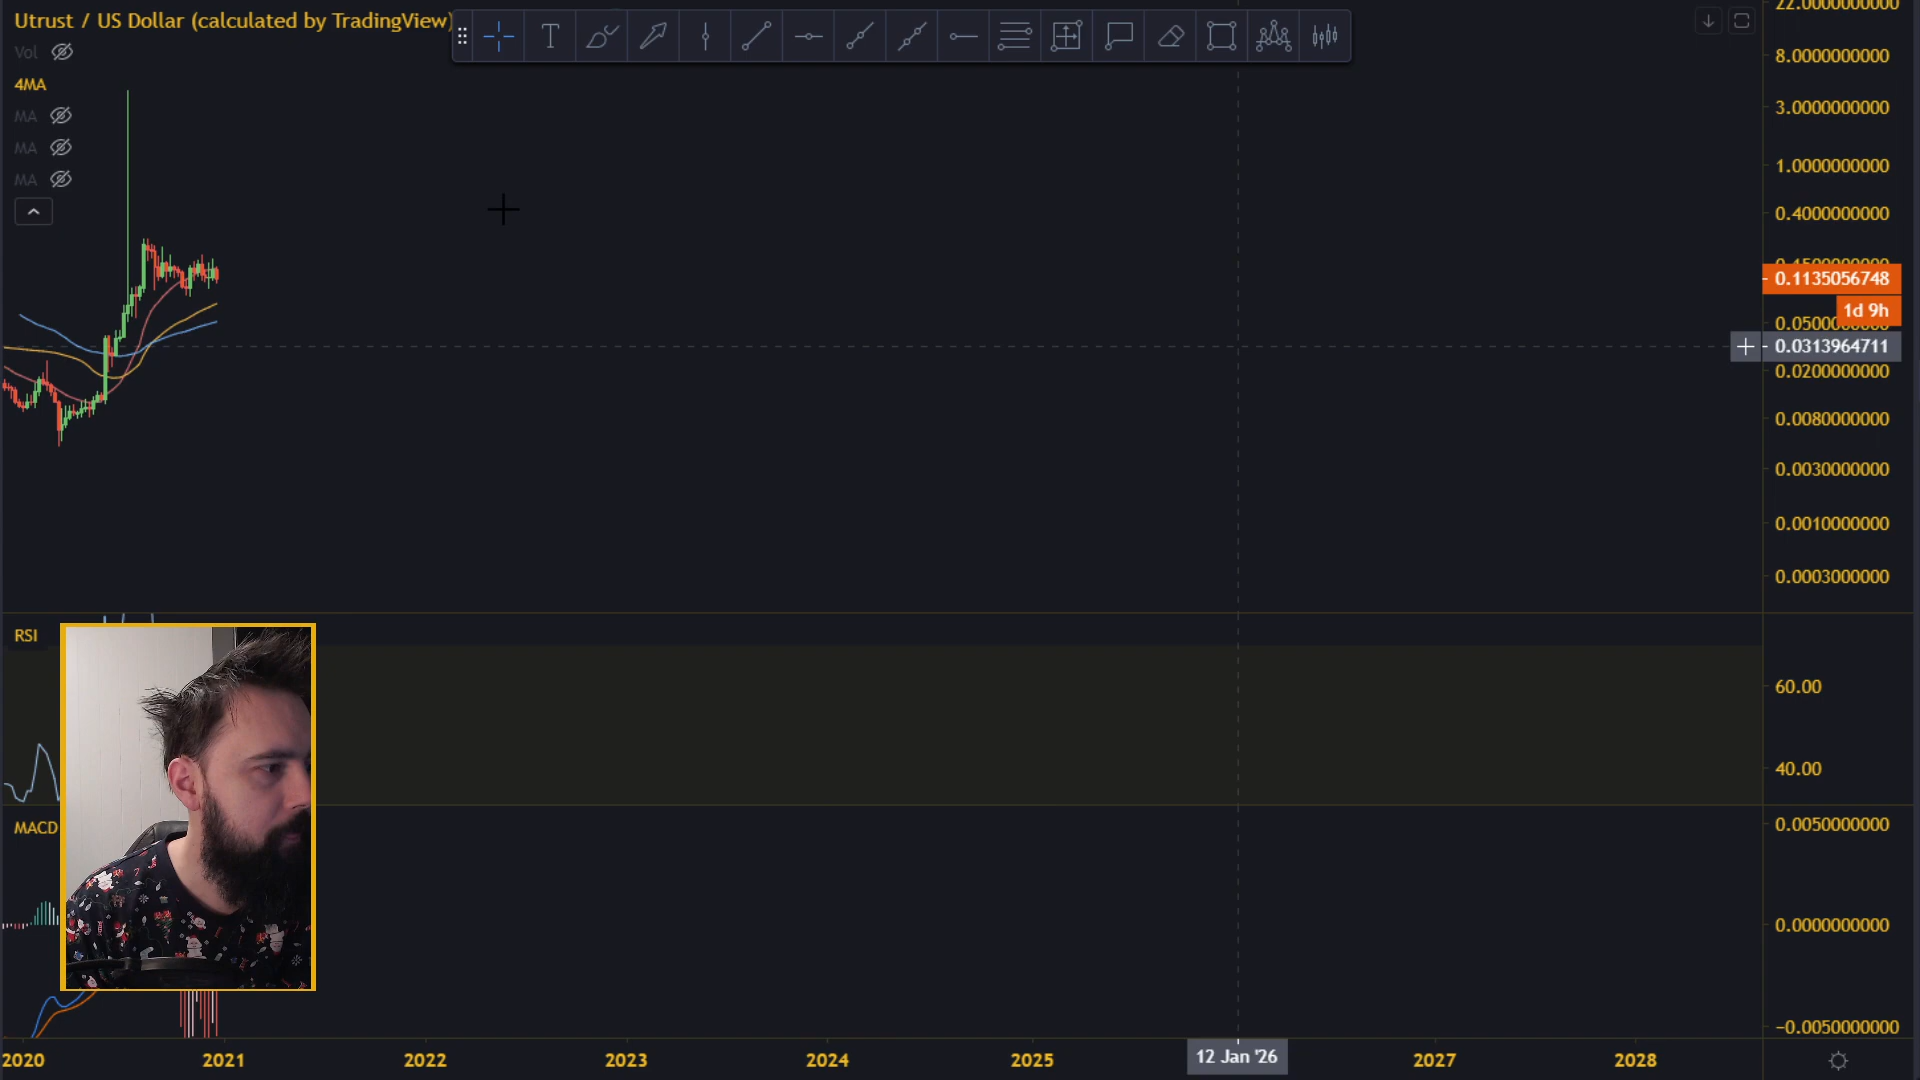 Utrust / US Dollar (calculated by TradingView)
Vol
4MA
MA
MA
MA
T
22.0000000000
8.0000000000
3.0000000000
1.0000000000
0.4000000000
0.1135056748
1d 9h
0.0313964711
0.0200000000
0.0080000000
0.0030000000
0.0010000000
0.0003000000
RSI
60.00
40.00
MACD
0.0050000000
0.0000000000
−0.0050000000
2020
2021
2022
2023
2024
2025
12 Jan '26
2027
2028